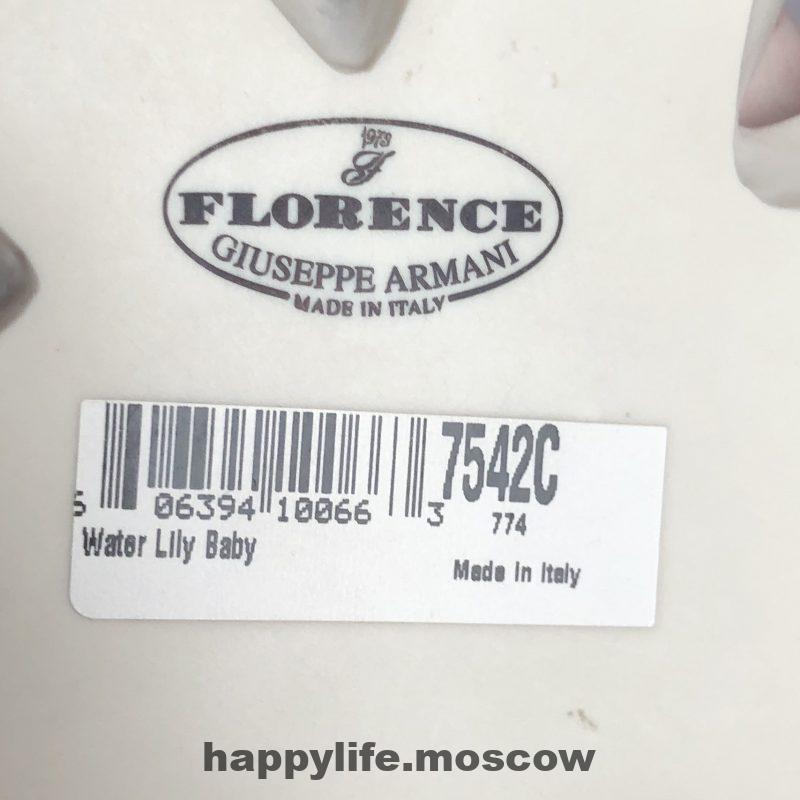 1973
F
FLORENCE
GIUSEPPE ARMANI
MADE IN ITALY
7542C
6 06394 10066 3
774
Water Lily Baby
Made In Italy
happylife.moscow